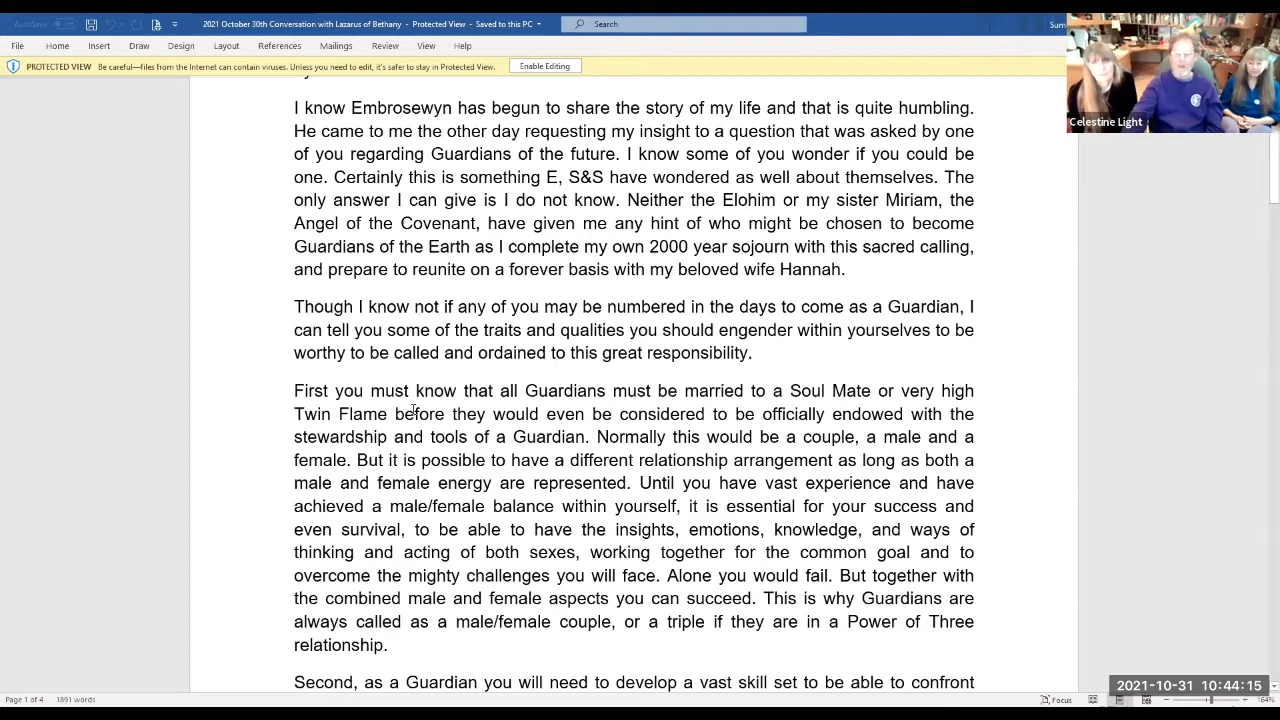 AutoSave
2021 October 30th Conversation with Lazarus of Bethany - Protected View - Saved to this PC
Search
File Home Insert Draw Design Layout References Mailings Review View Help
PROTECTED VIEW Be careful—files from the Internet can contain viruses. Unless you need to edit, it's safer to stay in Protected View. Enable Editing
Celestine Light
I know Embrosewyn has begun to share the story of my life and that is quite humbling.
He came to me the other day requesting my insight to a question that was asked by one
of you regarding Guardians of the future. I know some of you wonder if you could be
one. Certainly this is something E, S&S have wondered as well about themselves. The
only answer I can give is I do not know. Neither the Elohim or my sister Miriam, the
Angel of the Covenant, have given me any hint of who might be chosen to become
Guardians of the Earth as I complete my own 2000 year sojourn with this sacred calling,
and prepare to reunite on a forever basis with my beloved wife Hannah.
Though I know not if any of you may be numbered in the days to come as a Guardian, I
can tell you some of the traits and qualities you should engender within yourselves to be
worthy to be called and ordained to this great responsibility.
First you must know that all Guardians must be married to a Soul Mate or very high
Twin Flame before they would even be considered to be officially endowed with the
stewardship and tools of a Guardian. Normally this would be a couple, a male and a
female. But it is possible to have a different relationship arrangement as long as both a
male and female energy are represented. Until you have vast experience and have
achieved a male/female balance within yourself, it is essential for your success and
even survival, to be able to have the insights, emotions, knowledge, and ways of
thinking and acting of both sexes, working together for the common goal and to
overcome the mighty challenges you will face. Alone you would fail. But together with
the combined male and female aspects you can succeed. This is why Guardians are
always called as a male/female couple, or a triple if they are in a Power of Three
relationship.
Second, as a Guardian you will need to develop a vast skill set to be able to confront
2021-10-31 10:44:15
Page 1 of 4 1891 words
Focus
164%